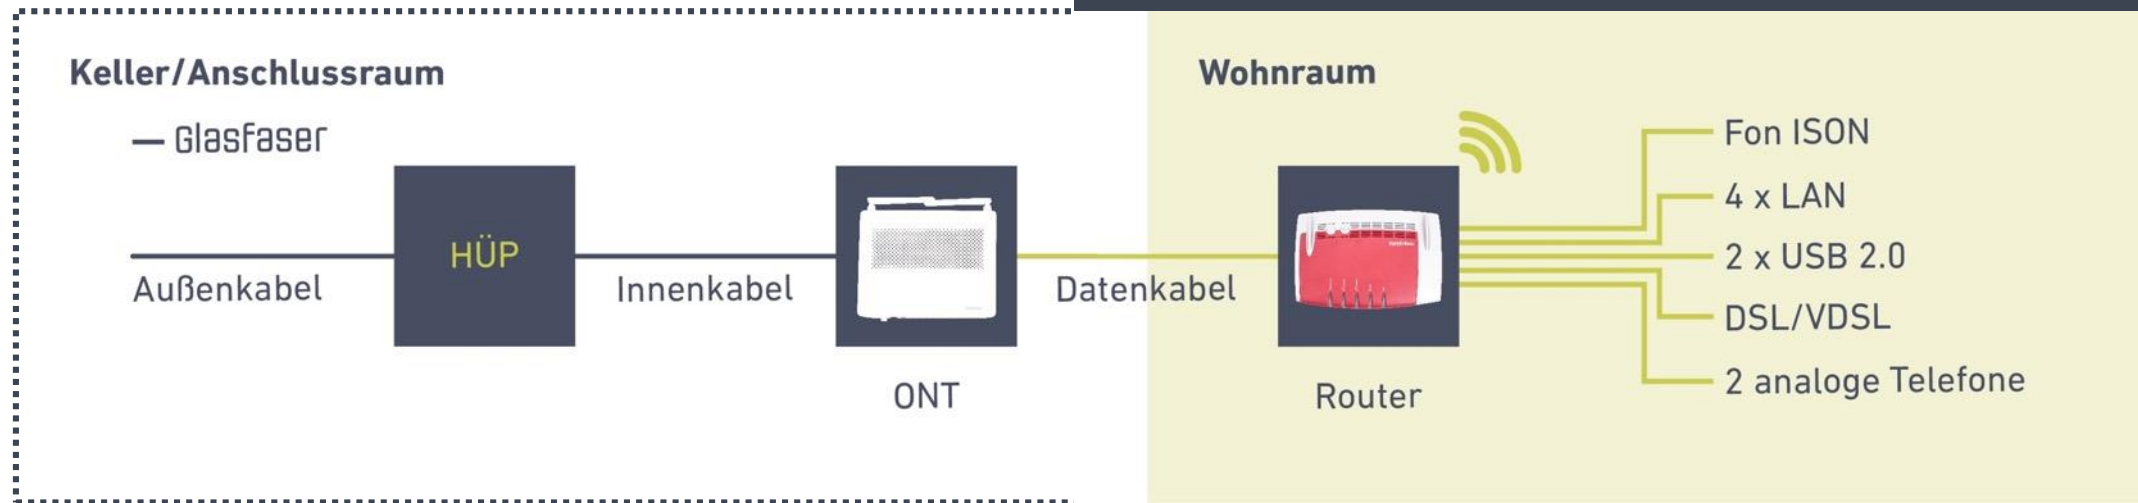 Keller/Anschlussraum
Glasfaser
Außenkabel
HÜP
Innenkabel
ONT
Datenkabel
Wohnraum
Router
Fon ISON
4 x LAN
2 x USB 2.0
DSL/VDSL
2 analoge Telefone